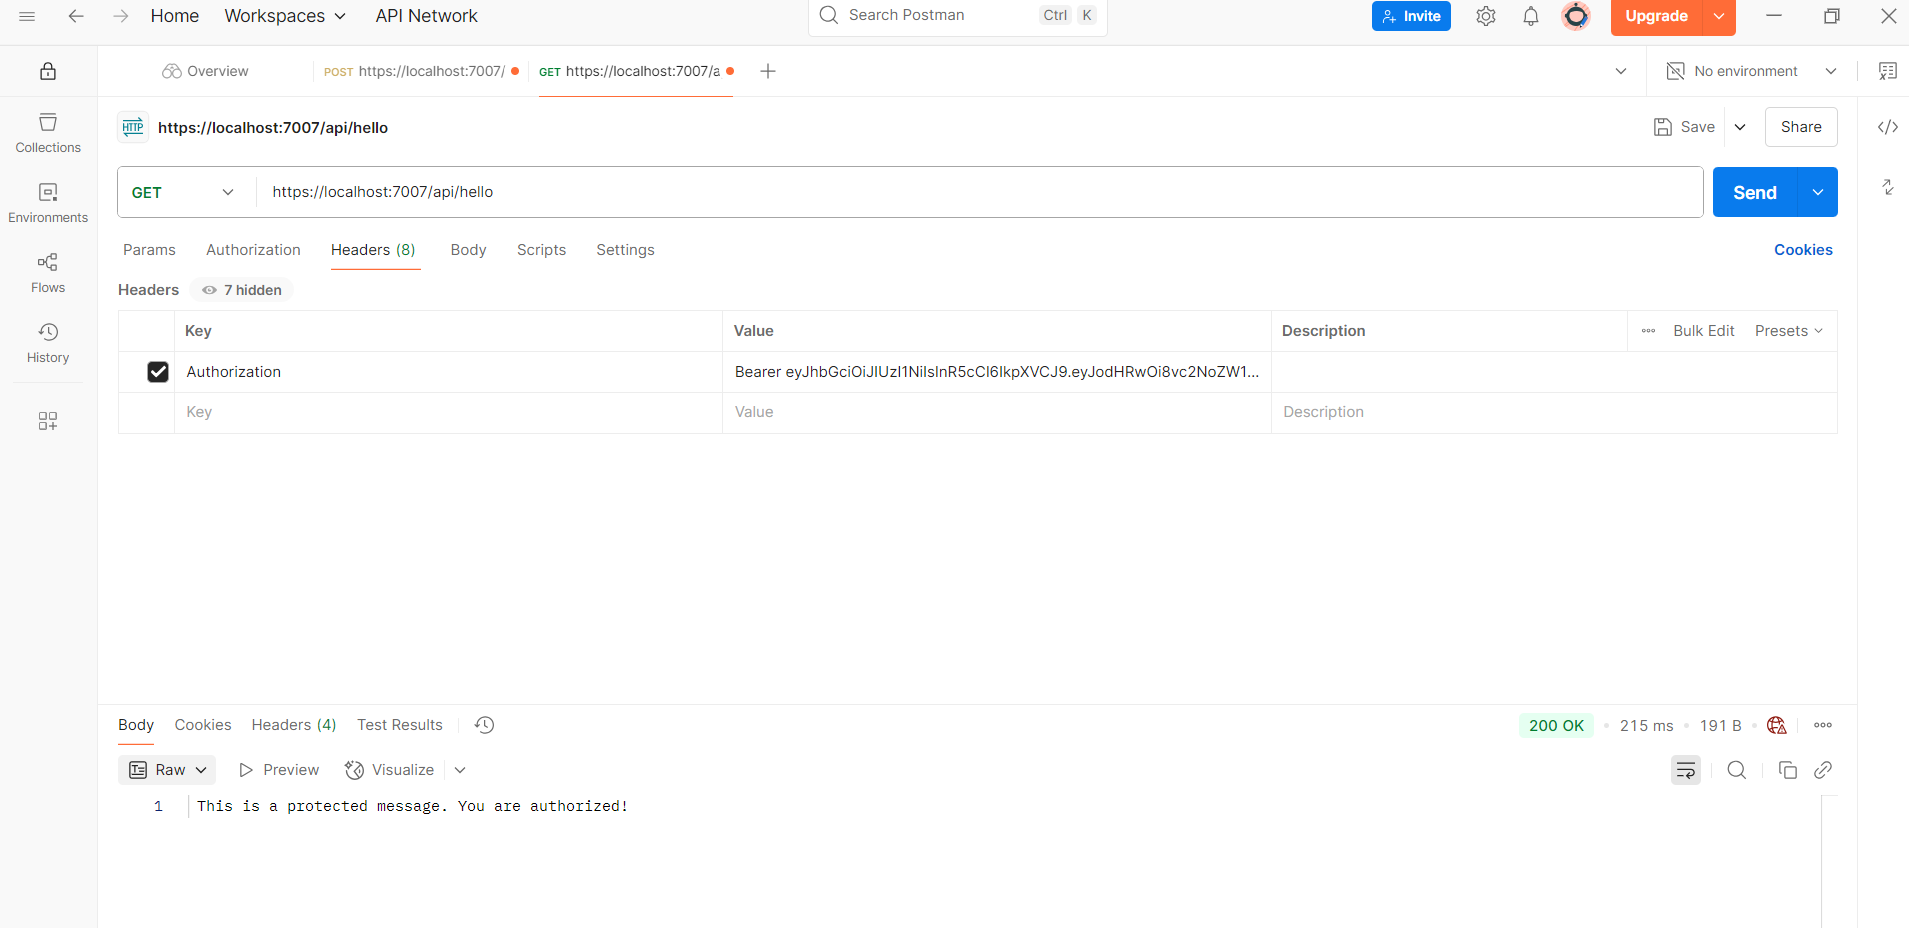 Home Workspaces API Network Search Postman Ctrl K Invite Upgrade
Overview POST https://localhost:7007/ GET https://localhost:7007/a No environment
HTTP https://localhost:7007/api/hello Save Share
Collections
GET https://localhost:7007/api/hello Send
Environments
Params Authorization Headers (8) Body Scripts Settings Cookies
Flows
Headers 7 hidden
History
Key Value Description Bulk Edit Presets
Authorization Bearer eyJhbGciOiJIUzI1NiIsInR5cCI6IkpXVCJ9.eyJodHRwOi8vc2NoZW1...
Key Value Description
Body Cookies Headers (4) Test Results 200 OK 215 ms 191 B
Raw Preview Visualize
1 This is a protected message. You are authorized!